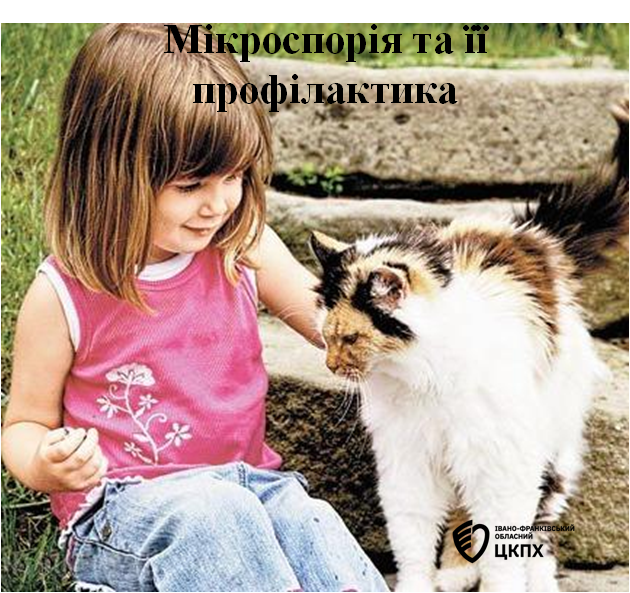 Мікроспорія та її
профілактика
ІВАНО-ФРАНКІВСЬКИЙ
ОБЛАСНИЙ
ЦКПХ